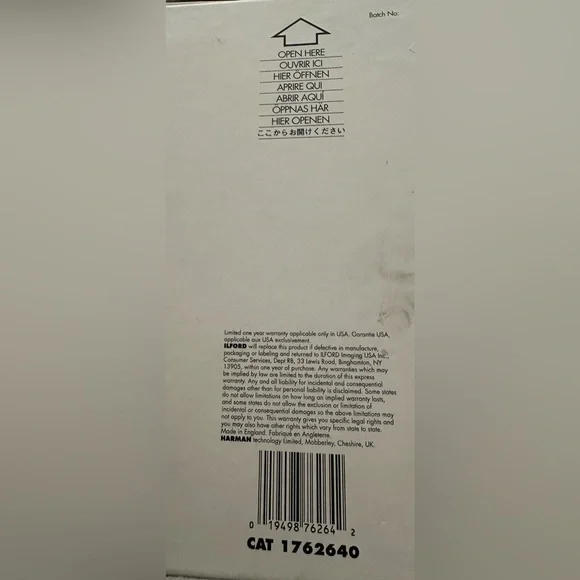 Batch No:
OPEN HERE
OUVRIR ICI
HIER ÖFFNEN
APRIRE QUI
ABRIR AQUÍ
ÖPPNAS HÄR
HIER OPENEN
ここからお開けください
Limited one year warranty applicable only in USA. Garantie USA,
applicable aux USA exclusivement.
ILFORD will replace this product if defective in manufacture,
packaging or labeling and returned to ILFORD Imaging USA Inc.,
Consumer Services, Dept RB, 33 Lewis Road, Binghamton, NY
13905, within one year of purchase. Any warranties which may
be implied by law are limited to the duration of this express
warranty. Any and all liability for incidental and consequential
damages other than for personal liability is disclaimed. Some states
do not allow limitations on how long an implied warranty lasts,
and some states do not allow the exclusion or limitation of
incidental or consequential damages so the above limitations may
not apply to you. This warranty gives you specific legal rights and
you may also have other rights which vary from state to state.
Made in England. Fabriqué en Angleterre.
HARMAN technology Limited, Mobberley, Cheshire, UK.
0 19498 76264 2
CAT 1762640